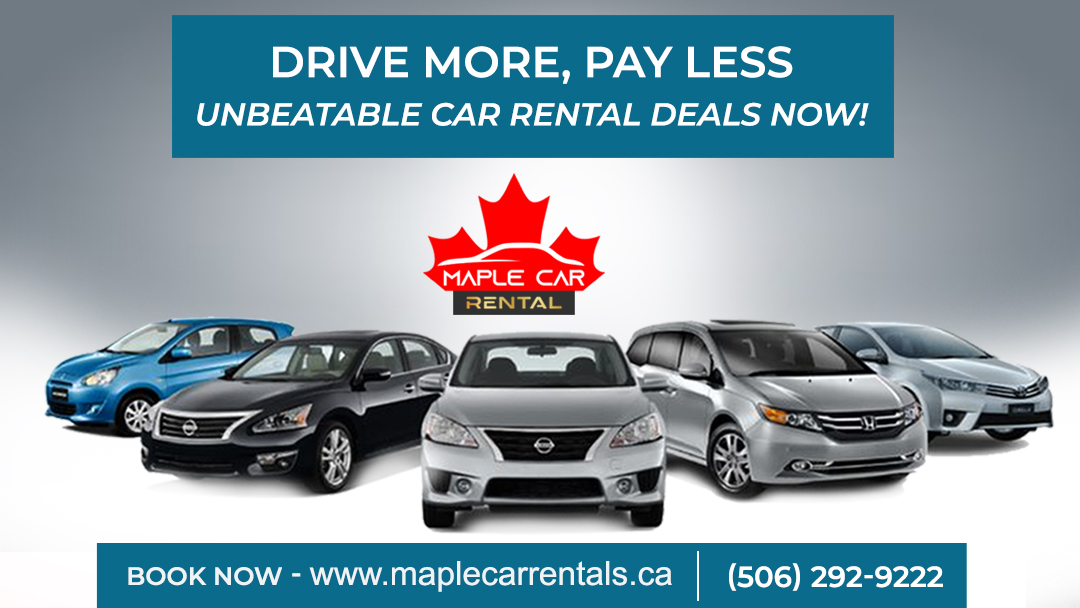 DRIVE MORE, PAY LESS
UNBEATABLE CAR RENTAL DEALS NOW!
MAPLE CAR
RENTAL
BOOK NOW - www.maplecarrentals.ca
(506) 292-9222